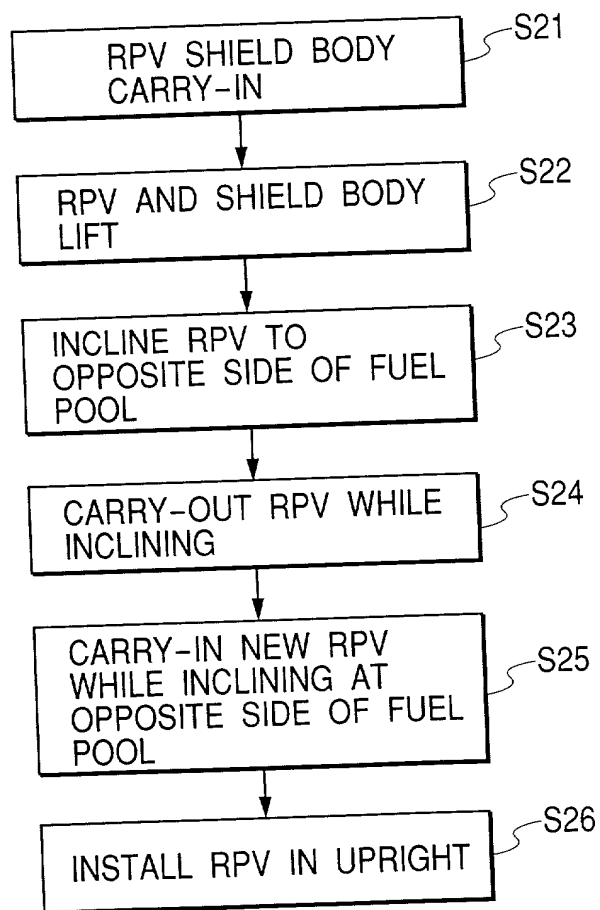 RPV SHIELD BODY
CARRY-IN
S21
RPV AND SHIELD BODY
LIFT
S22
INCLINE RPV TO
OPPOSITE SIDE OF FUEL
POOL
S23
CARRY-OUT RPV WHILE
INCLINING
S24
CARRY-IN NEW RPV
WHILE INCLINING AT
OPPOSITE SIDE OF FUEL
POOL
S25
INSTALL RPV IN UPRIGHT
S26